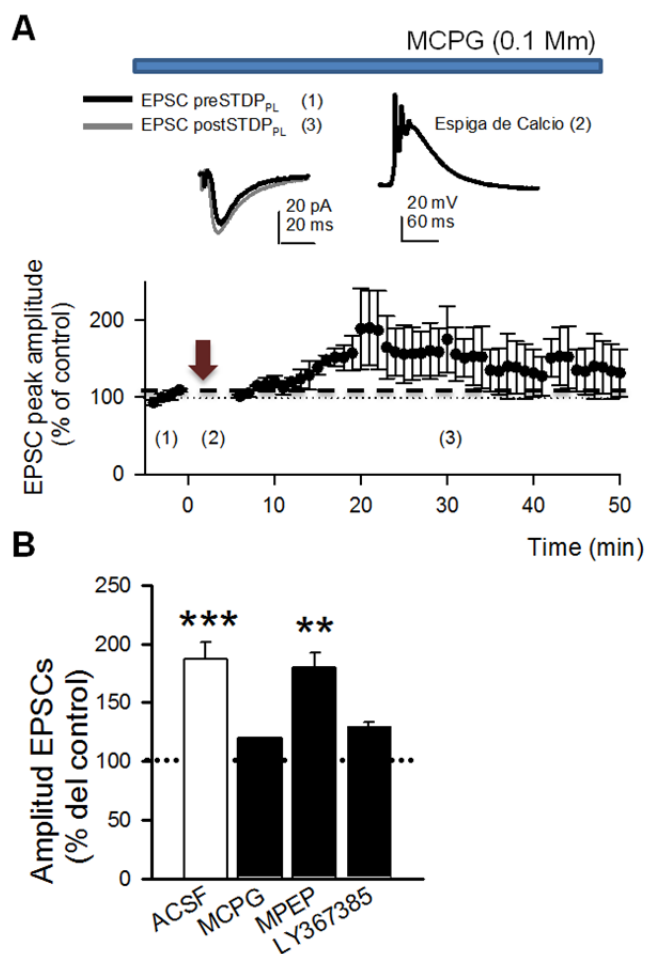 A
MCPG (0.1 Mm)
EPSC preSTDPPL (1)
EPSC postSTDPPL (3)
Espiga de Calcio (2)
20 pA
20 ms
20 mV
60 ms
EPSC peak amplitude
(% of control)
200
100
0
(1)
(2)
(3)
0
10
20
30
40
50
Time (min)
B
Amplitud EPSCs
(% del control)
250
200
150
100
50
0
***
**
ACSF
MCPG
MPEP
LY367385